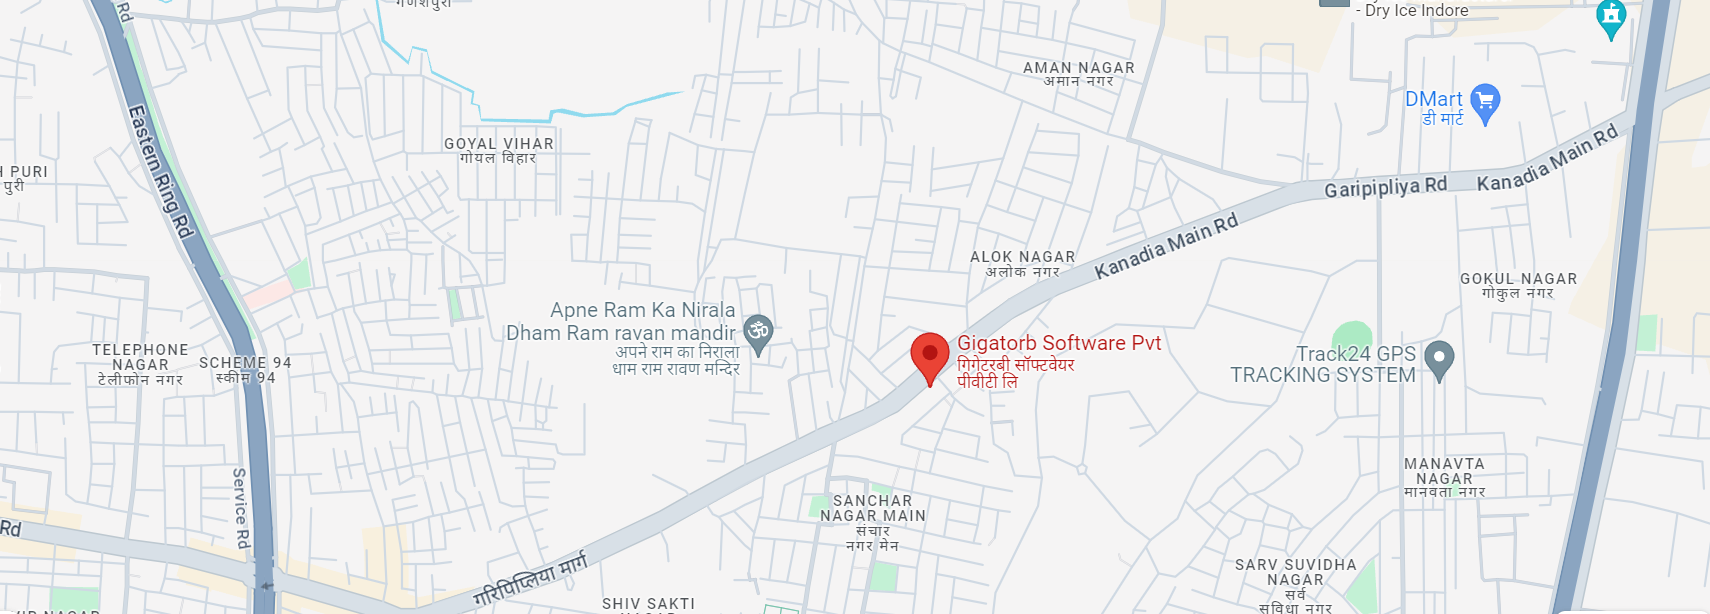 Rd
गणेशपुरी
- Dry Ice Indore
AMAN NAGAR
अमान नगर
DMart
डी मार्ट
Eastern Ring Rd
GOYAL VIHAR
गोयल विहार
PURI
पुरी
Garipipliya Rd
Kanadia Main Rd
Kanadia Main Rd
ALOK NAGAR
अलोक नगर
GOKUL NAGAR
गोकुल नगर
Apne Ram Ka Nirala
Dham Ram ravan mandir
अपने राम का निराला
धाम राम रावण मन्दिर
Gigatorb Software Pvt
गिगेटरबी सॉफ्टवेयर
पीवीटी लि
Track24 GPS
TRACKING SYSTEM
TELEPHONE
NAGAR
टेलीफोन नगर
SCHEME 94
स्कीम 94
Service Rd
MANAVTA
NAGAR
मानवता नगर
SANCHAR
NAGAR MAIN
संचार
नगर मेन
Rd
गरिपिप्लिया मार्ग
SARV SUVIDHA
NAGAR
सर्व
सुविधा नगर
SHIV SAKTI
NAGAR